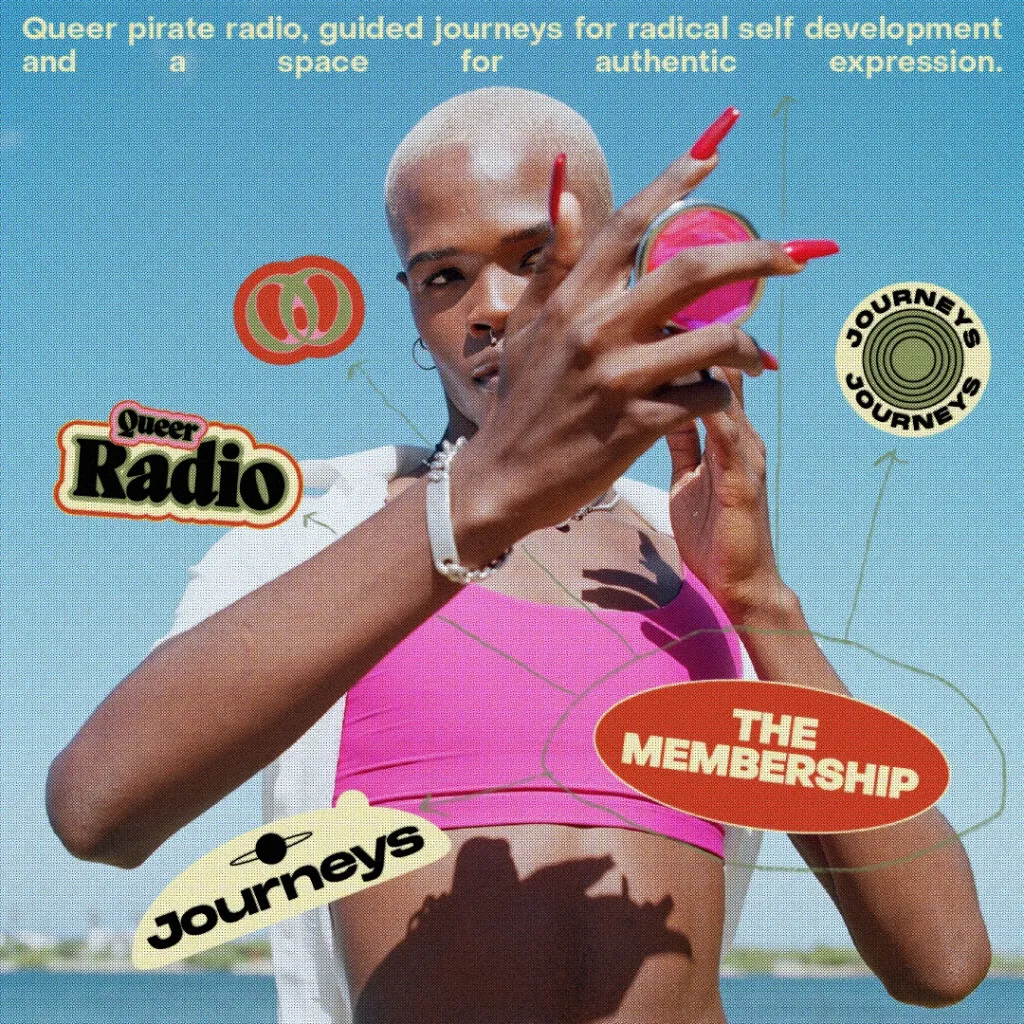 Queer pirate radio, guided journeys for radical self development
and a space for authentic expression.
JOURNEYS
JOURNEYS
Queer
Radio
THE
MEMBERSHIP
Journeys